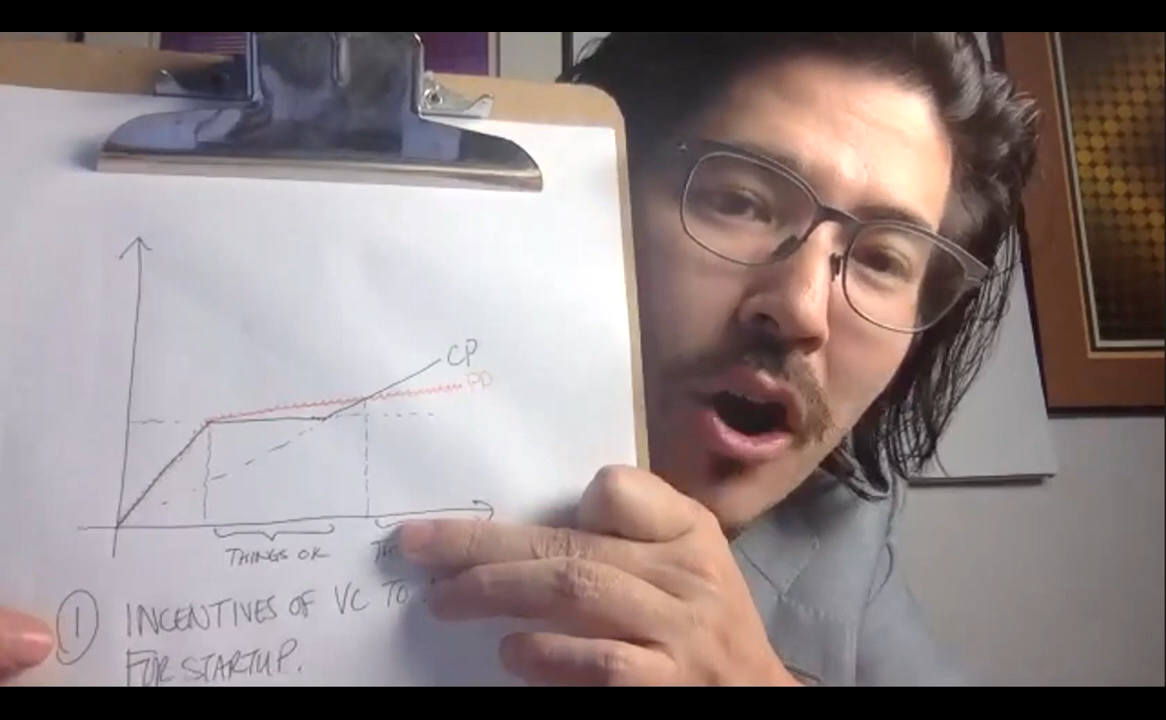 CP
PD
THINGS OK
① INCENTIVES OF VC TO
FOR STARTUP.